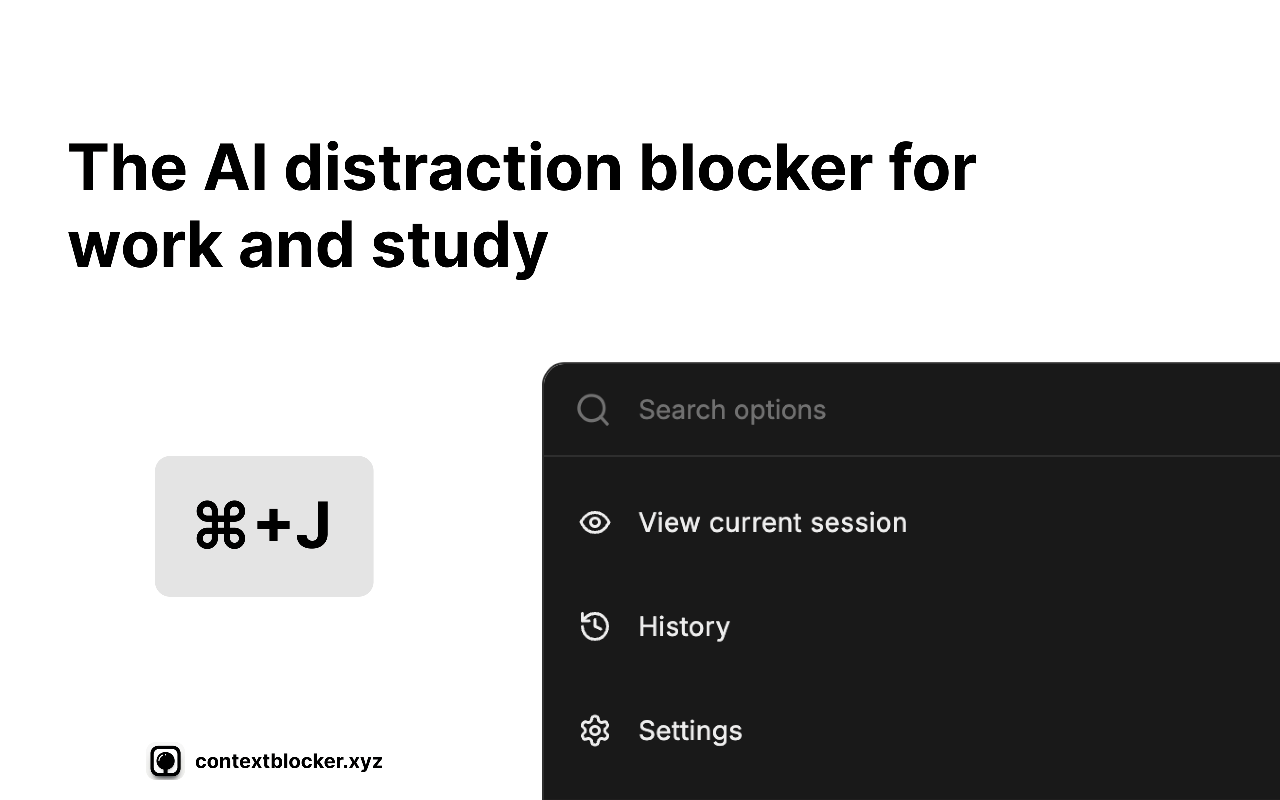 The AI distraction blocker for
work and study
Search options
⌘+J
View current session
History
Settings
contextblocker.xyz